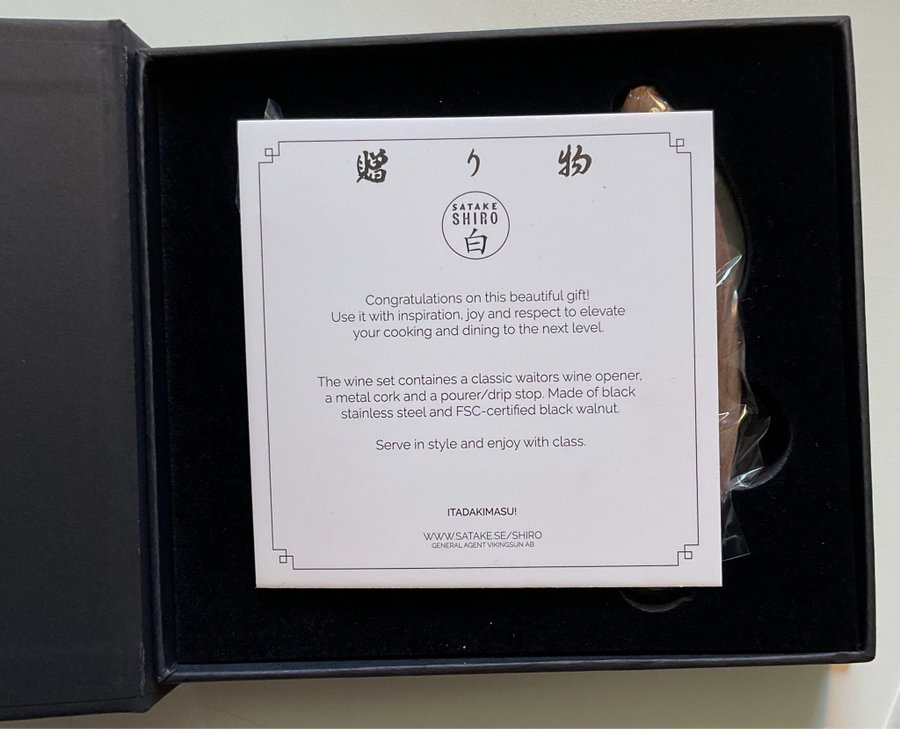 贈り物
SATAKE
SHIRO
白
Congratulations on this beautiful gift!
Use it with inspiration, joy and respect to elevate
your cooking and dining to the next level.
The wine set containes a classic waitors wine opener,
a metal cork and a pourer/drip stop. Made of black
stainless steel and FSC-certified black walnut.
Serve in style and enjoy with class.
ITADAKIMASU!
WWW.SATAKE.SE/SHIRO
GENERAL AGENT VIKINGSUN AB